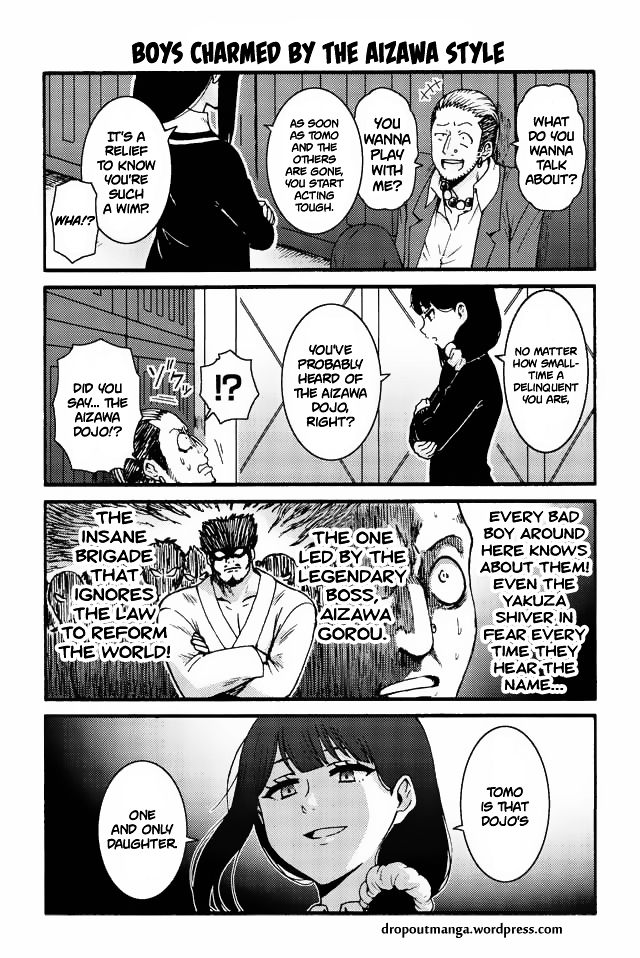 BOYS CHARMED BY THE AIZAWA STYLE
WHAT
DO YOU
WANNA
TALK
ABOUT?
YOU
WANNA
PLAY
WITH
ME?
AS SOON
AS TOMO
AND THE
OTHERS
ARE GONE,
YOU START
ACTING
TOUGH.
IT'S A
RELIEF
TO KNOW
YOU'RE
SUCH
A WIMP.
WHA!?
NO MATTER
HOW SMALL-
TIME A
DELINQUENT
YOU ARE,
YOU'VE
PROBABLY
HEARD OF
THE AIZAWA
DOJO,
RIGHT?
!?
ゾクッ
DID YOU
SAY... THE
AIZAWA
DOJO!?
EVERY BAD
BOY AROUND
HERE KNOWS
ABOUT THEM!
EVEN THE
YAKUZA
SHIVER IN
FEAR EVERY
TIME THEY
HEAR THE
NAME...
THE ONE
LED BY THE
LEGENDARY
BOSS,
AIZAWA
GOROU.
THE
INSANE
BRIGADE
THAT
IGNORES
THE LAW
TO REFORM
THE WORLD!
TOMO
IS THAT
DOJO'S
ONE
AND ONLY
DAUGHTER.
dropoutmanga.wordpress.com